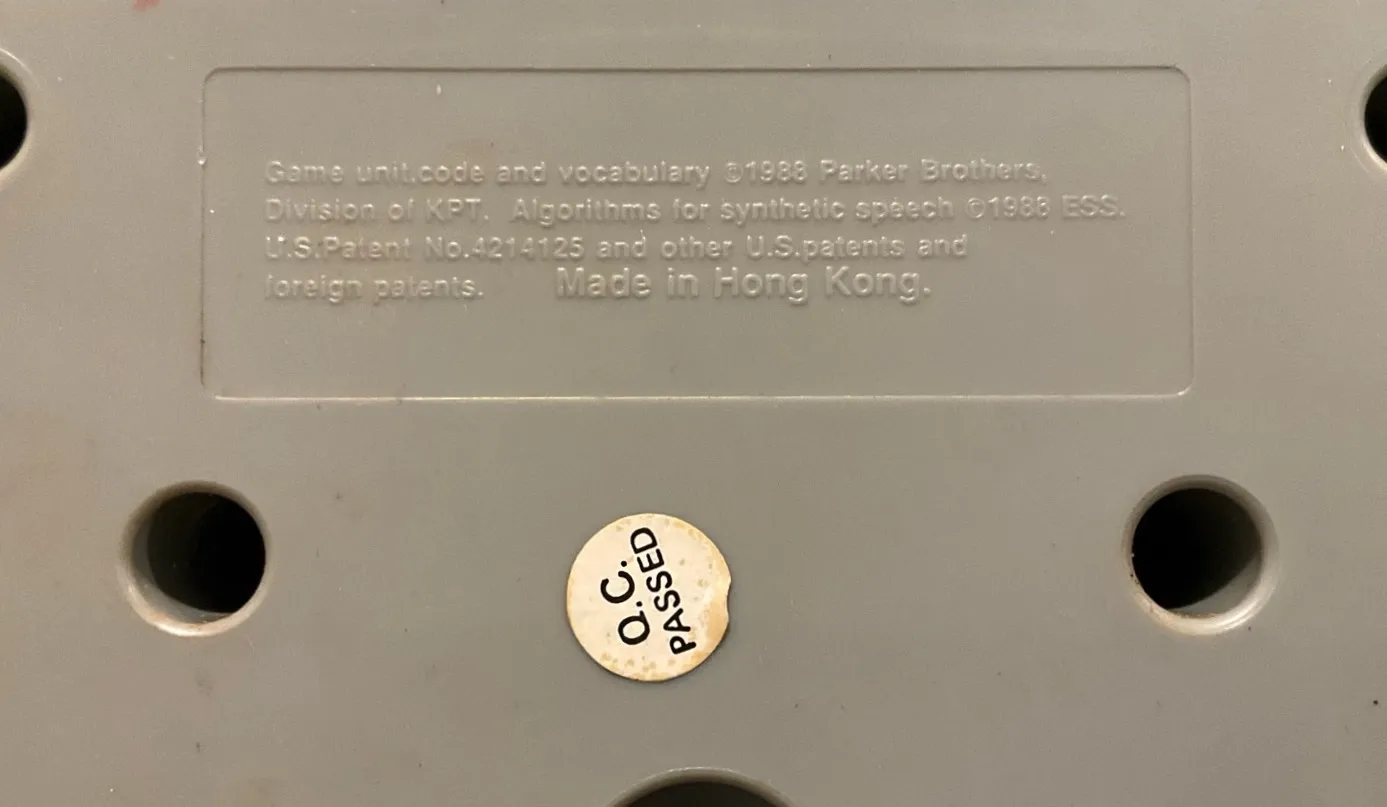 Game unit.code and vocabulary ©1988 Parker Brothers,
Division of KPT. Algorithms for synthetic speech ©1988 ESS.
U.S.Patent No.4214125 and other U.S.patents and
foreign patents. Made in Hong Kong.
Q.C.
PASSED